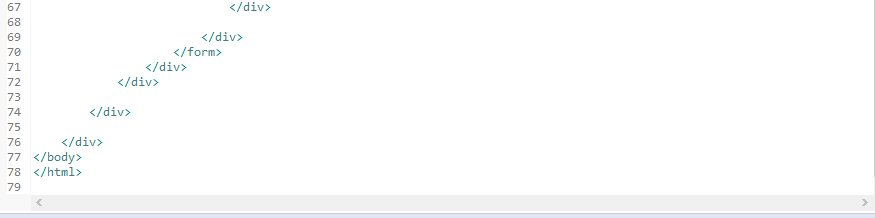 67                              </div>
68
69                          </div>
70                      </form>
71                  </div>
72              </div>
73
74          </div>
75
76      </div>
77  </body>
78  </html>
79